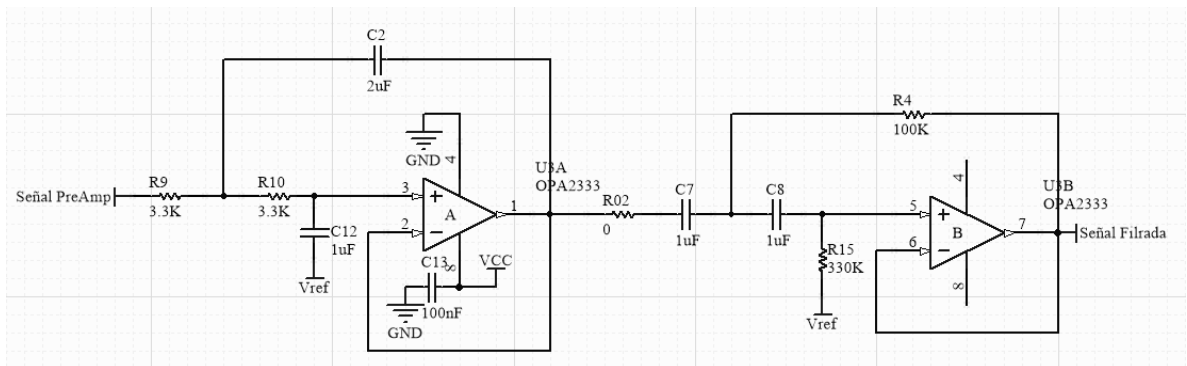 C2
2uF
R4
100K
GND
4
U3A
OPA2333
R9
3.3K
R10
3.3K
Señal PreAmp
3
+
A
1
2
−
C12
1uF
Vref
C13
100nF
8
VCC
GND
R02
0
C7
1uF
C8
1uF
R15
330K
Vref
4
U3B
OPA2333
5
+
B
7
6
−
8
Señal Filrada